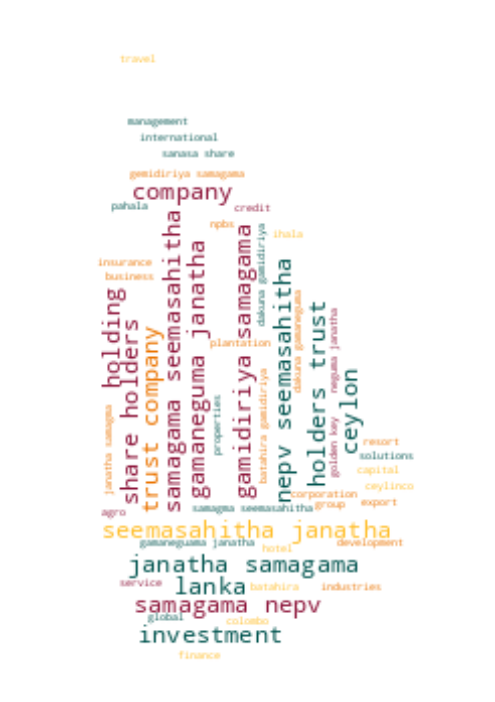 travel
management
international
sanasa share
gemidiriya samagama
company
pahala
credit
npbs
ihala
insurance
business
holding
share holders
trust company
samagama seemasahitha
gamaneguma janatha
gamidiriya samagama
dakuna gamidiriya
nepv seemasahitha
dakuna gamaneguma
holders trust
neguma janatha
ceylon
plantation
properties
batahira gamidiriya
golden key
janatha samagma
resort
solutions
capital
ceylinco
corporation
group
export
agro
samagma seemasahitha
seemasahitha janatha
gamaneguama janatha
hotel
development
janatha samagama
service
lanka
batahira
industries
samagama nepv
global
colombo
investment
finance